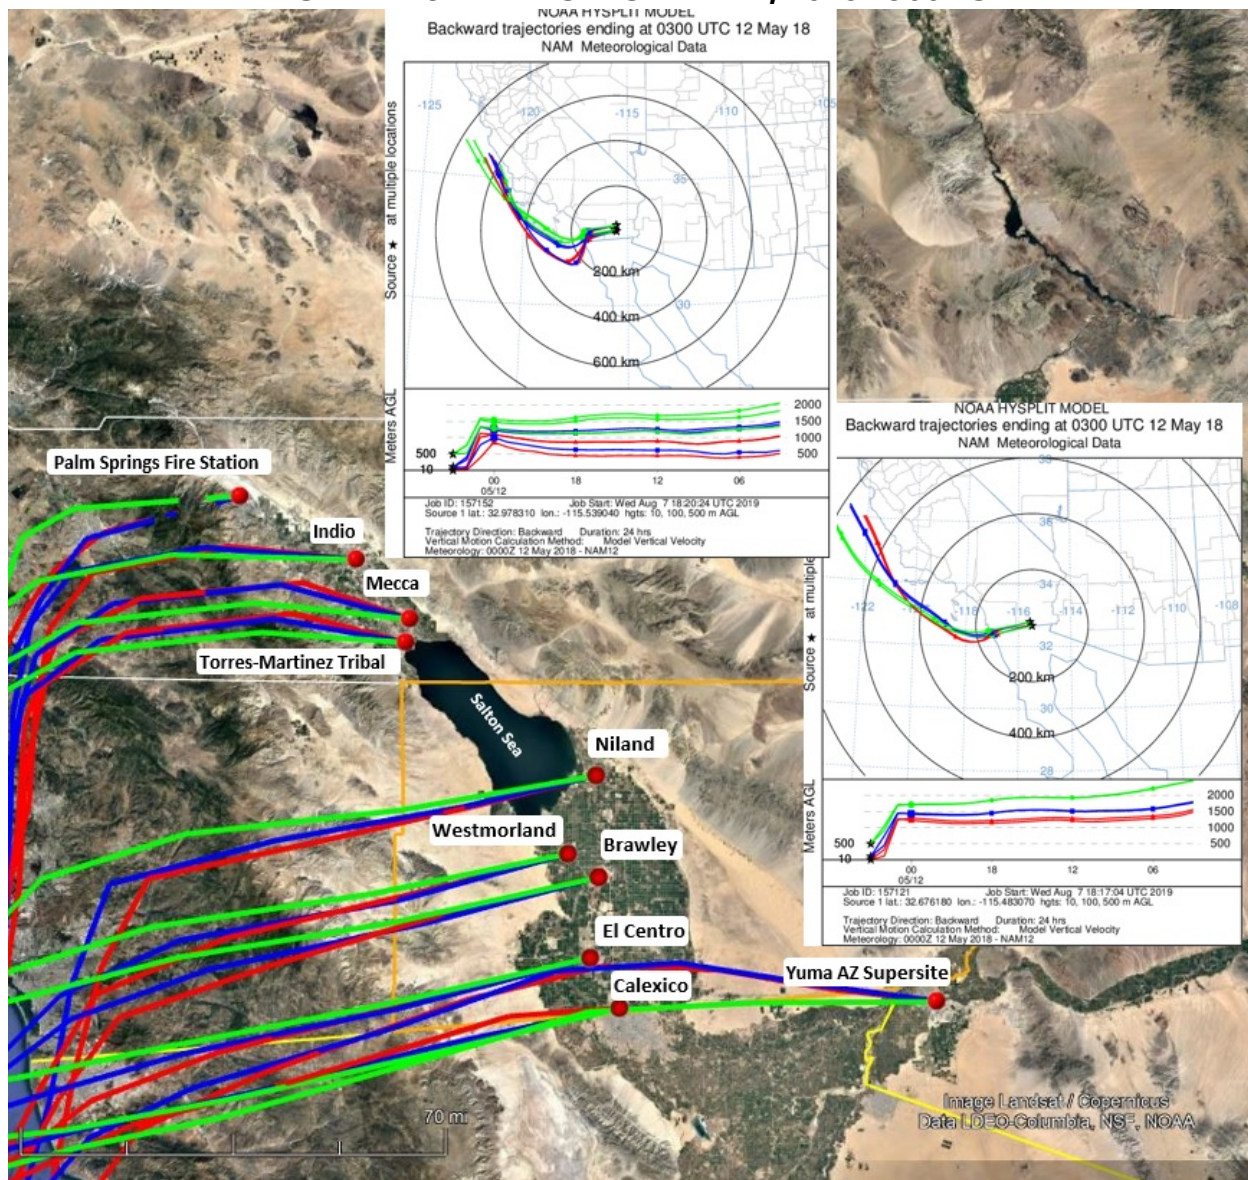 NOAA HYSPLIT MODEL
Backward trajectories ending at 0300 UTC 12 May 18
NAM Meteorological Data
Source ★ at multiple locations
-125
-120
-115
-110
-105
35
30
200 km
400 km
600 km
Meters AGL
2000
1500
1000
500
500
10
00
18
12
06
05/12
Job ID: 157152 Job Start: Wed Aug 7 18:20:24 UTC 2019
Source 1 lat.: 32.978310 lon.: -115.539040 hgts: 10, 100, 500 m AGL
Trajectory Direction: Backward Duration: 24 hrs
Vertical Motion Calculation Method: Model Vertical Velocity
Meteorology: 0000Z 12 May 2018 - NAM12
NOAA HYSPLIT MODEL
Backward trajectories ending at 0300 UTC 12 May 18
NAM Meteorological Data
Source ★ at multiple
38
36
34
32
30
28
-122
-118
-116
-114
-112
-110
-108
200 km
400 km
Meters AGL
2000
1500
1000
500
500
10
00
18
12
06
05/12
Job ID: 157121 Job Start: Wed Aug 7 18:17:04 UTC 2019
Source 1 lat.: 32.676180 lon.: -115.483070 hgts: 10, 100, 500 m AGL
Trajectory Direction: Backward Duration: 24 hrs
Vertical Motion Calculation Method: Model Vertical Velocity
Meteorology: 0000Z 12 May 2018 - NAM12
Palm Springs Fire Station
Indio
Mecca
Torres-Martinez Tribal
Salton Sea
Niland
Westmorland
Brawley
El Centro
Calexico
Yuma AZ Supersite
70 m
Image Landsat / Copernicus
Data LDEO-Columbia, NSF, NOAA